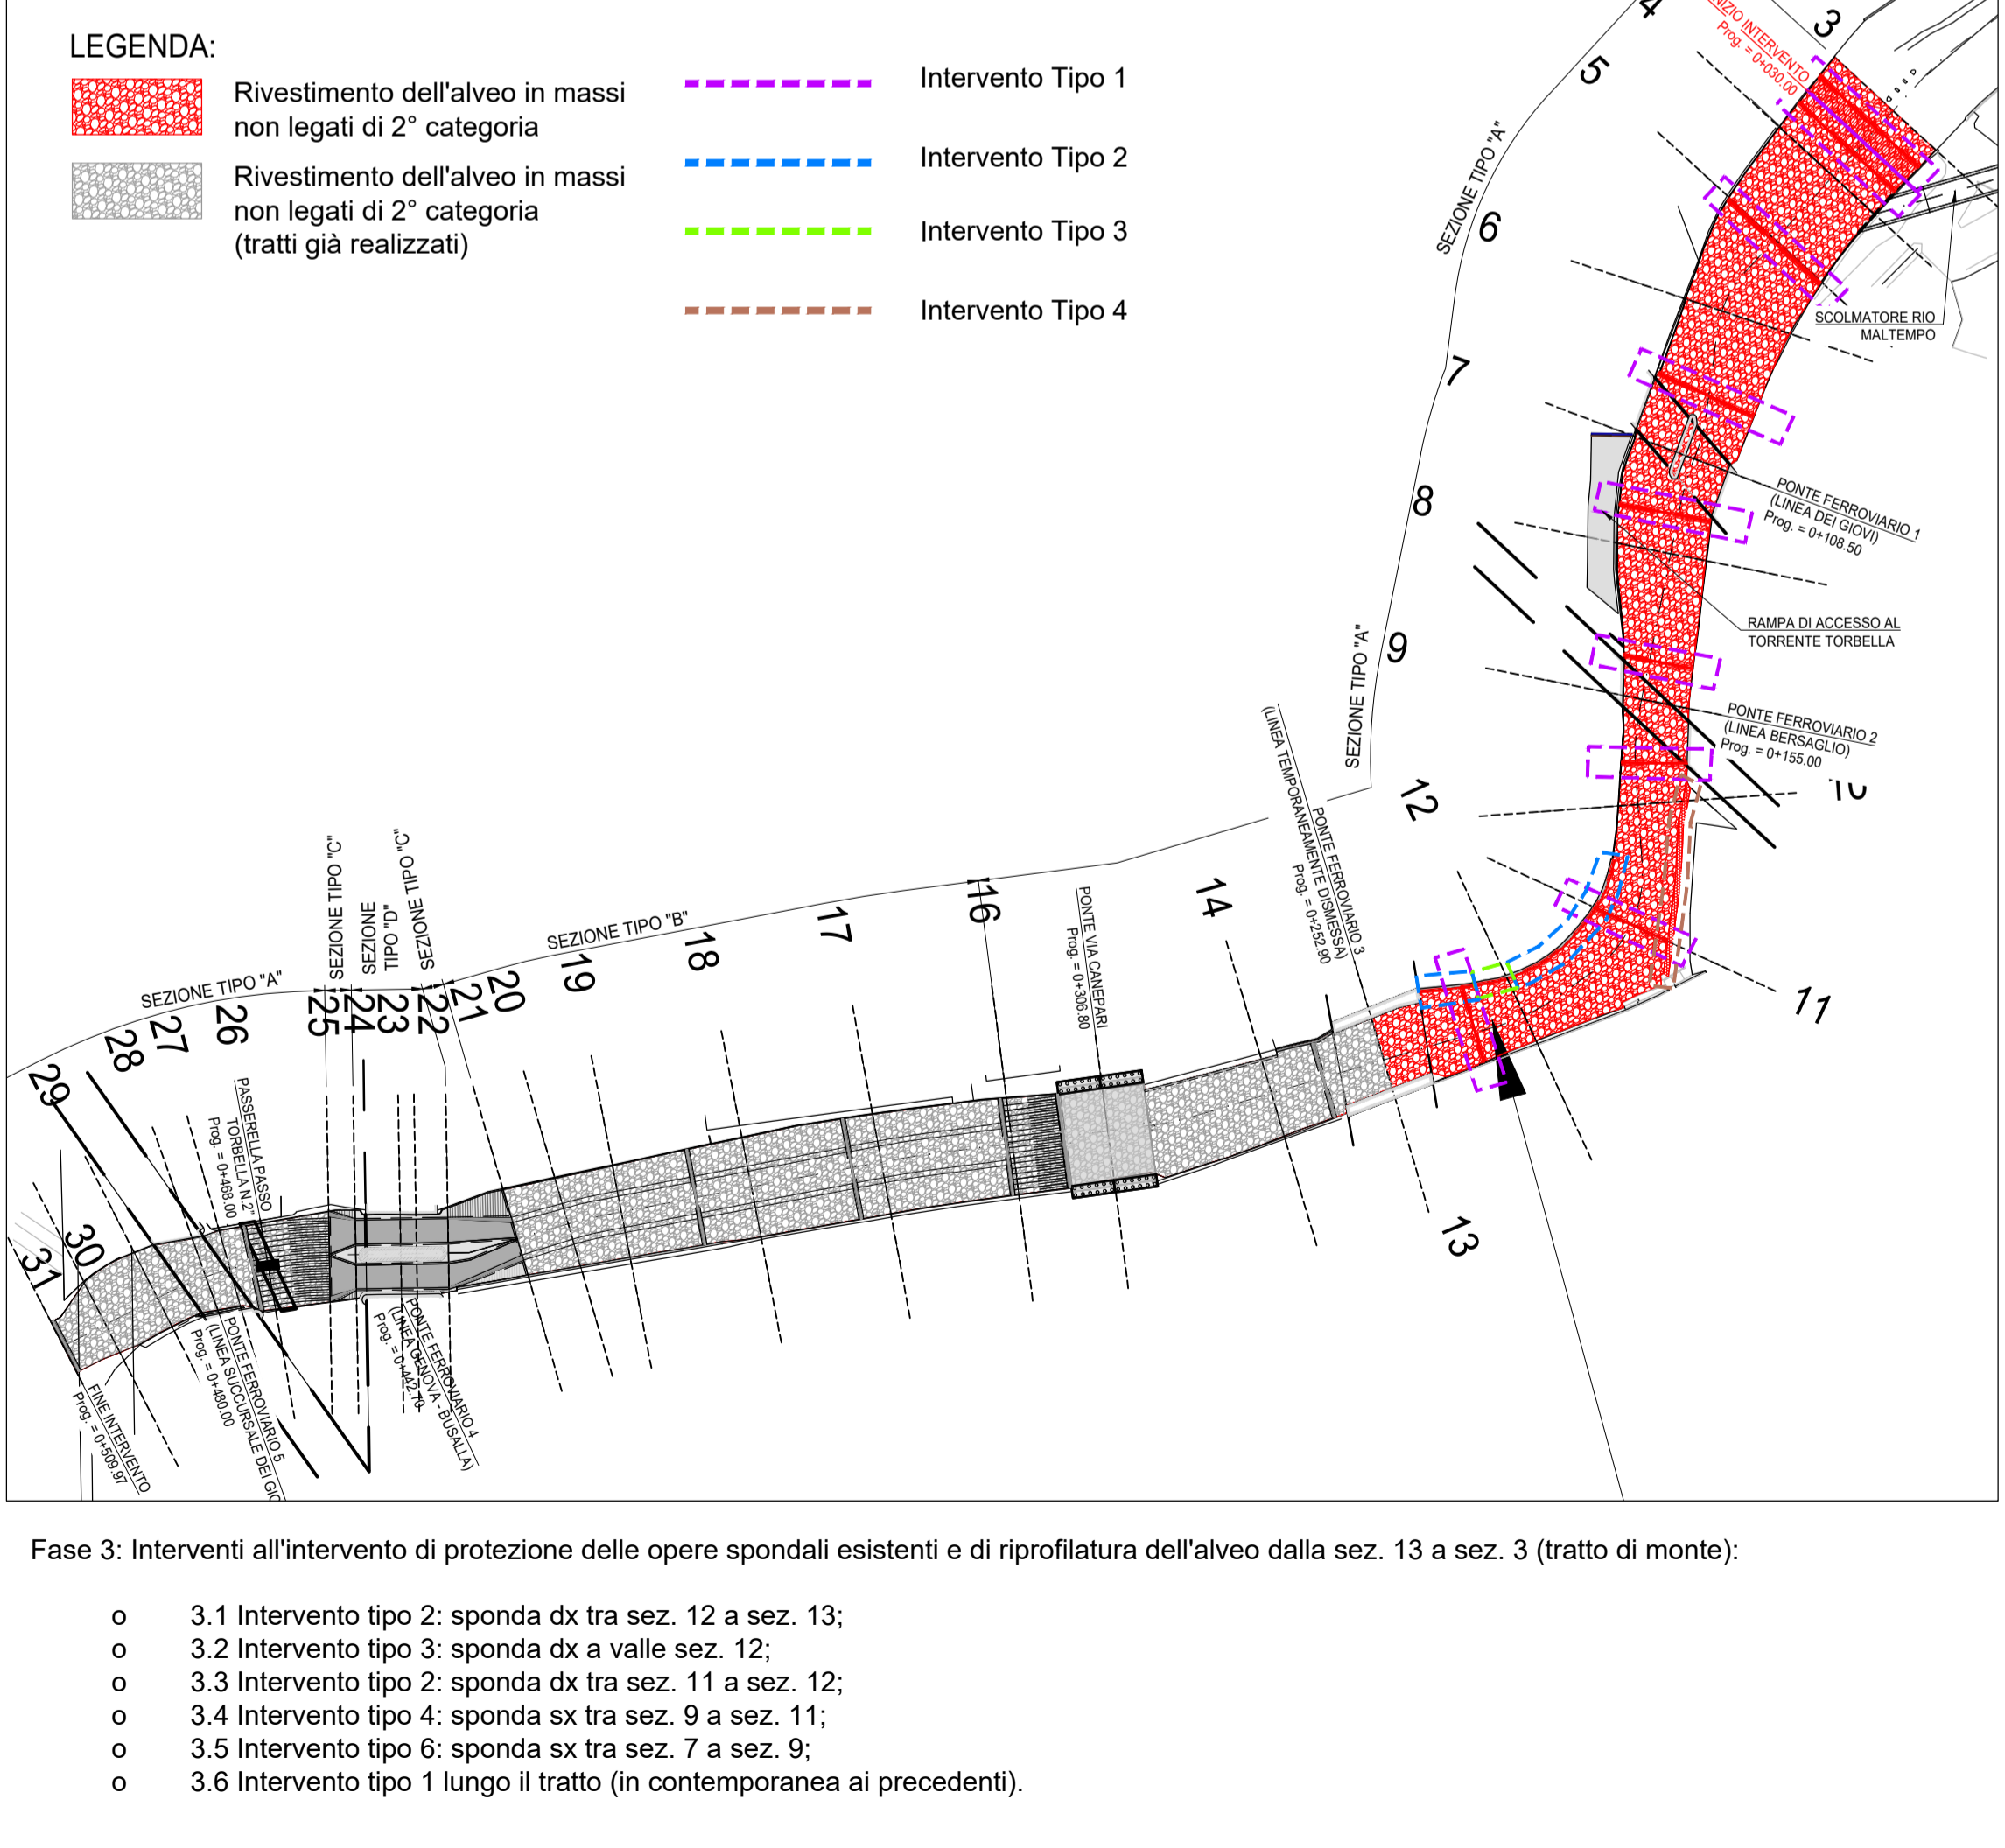 LEGENDA:
Rivestimento dell'alveo in massi
non legati di 2° categoria
Rivestimento dell'alveo in massi
non legati di 2° categoria
(tratti già realizzati)
Intervento Tipo 1
Intervento Tipo 2
Intervento Tipo 3
Intervento Tipo 4
3
4
5
6
7
8
9
10
11
12
13
14
16
17
18
19
20
21
22
23
24
25
26
27
28
29
30
31
INTERVENTO
Prog. = 0+030.00
SEZIONE TIPO "A"
SCOLMATORE RIO
MALTEMPO
PONTE FERROVIARIO 1
(LINEA DEI GIOVI)
Prog. = 0+108.50
RAMPA DI ACCESSO AL
TORRENTE TORBELLA
SEZIONE TIPO "A"
PONTE FERROVIARIO 2
(LINEA BERSAGLIO)
Prog. = 0+155.00
PONTE FERROVIARIO 3
(LINEA TEMPORANEAMENTE DISMESSA)
Prog. = 0+252.90
PONTE VIA CANEPARI
Prog. = 0+306.80
SEZIONE TIPO "B"
SEZIONE TIPO "C"
SEZIONE
TIPO "D"
SEZIONE TIPO "C"
SEZIONE TIPO "A"
PASSERELLA PASSO
TORBELLA N.2
Prog. = 0+468.00
PONTE FERROVIARIO 4
(LINEA GENOVA - BUSALLA)
Prog. = 0+442.70
PONTE FERROVIARIO 5
(LINEA SUCCURSALE DEI
Prog. = 0+480.00
FINE INTERVENTO
Prog. = 0+509.97
Fase 3: Interventi all'intervento di protezione delle opere spondali esistenti e di riprofilatura dell'alveo dalla sez. 13 a sez. 3 (tratto di monte):
o 3.1 Intervento tipo 2: sponda dx tra sez. 12 a sez. 13;
o 3.2 Intervento tipo 3: sponda dx a valle sez. 12;
o 3.3 Intervento tipo 2: sponda dx tra sez. 11 a sez. 12;
o 3.4 Intervento tipo 4: sponda sx tra sez. 9 a sez. 11;
o 3.5 Intervento tipo 6: sponda sx tra sez. 7 a sez. 9;
o 3.6 Intervento tipo 1 lungo il tratto (in contemporanea ai precedenti).